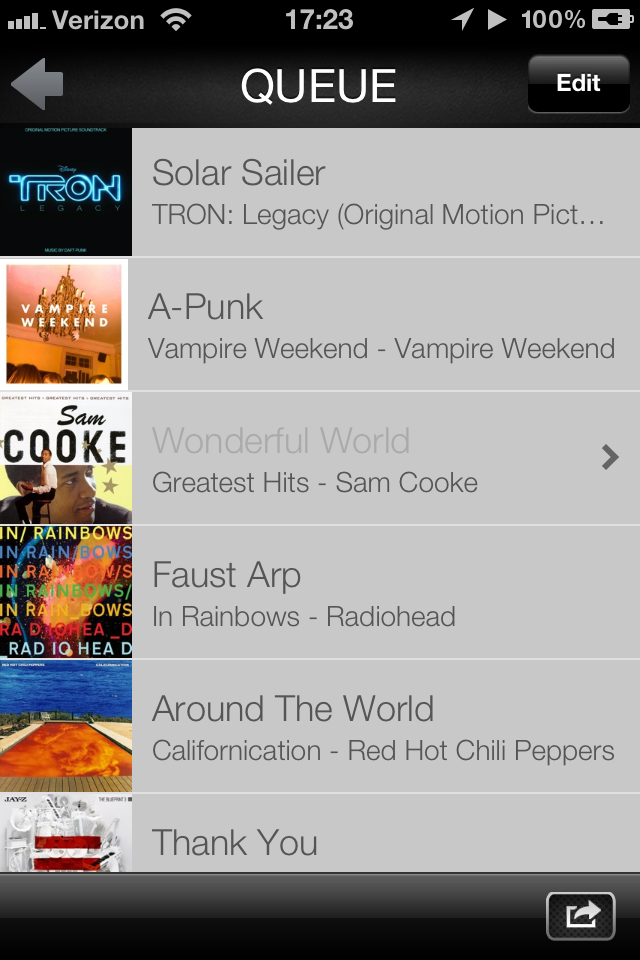 Verizon 17:23 100%
QUEUE
Edit
ORIGINAL MOTION PICTURE SOUNDTRACK
Disney
TRON
LEGACY
MUSIC BY DAFT PUNK
Solar Sailer
TRON: Legacy (Original Motion Pict...
VAMPIRE
WEEKEND
A-Punk
Vampire Weekend - Vampire Weekend
GREATEST HITS • GREATEST HITS • GREATEST HITS
Sam
COOKE
Wonderful World
Greatest Hits - Sam Cooke
IN/ RAINBOWS
IN RAIN/BOWS
IN RAINBOW/S
IN RAINBOWS/
IN RAIN_BOWS
RA D IOHEA _D
RAD IO HEA D
Faust Arp
In Rainbows - Radiohead
RED HOT CHILI PEPPERS CALIFORNICATION
Around The World
Californication - Red Hot Chili Peppers
JAY-Z THE BLUEPRINT 3
Thank You